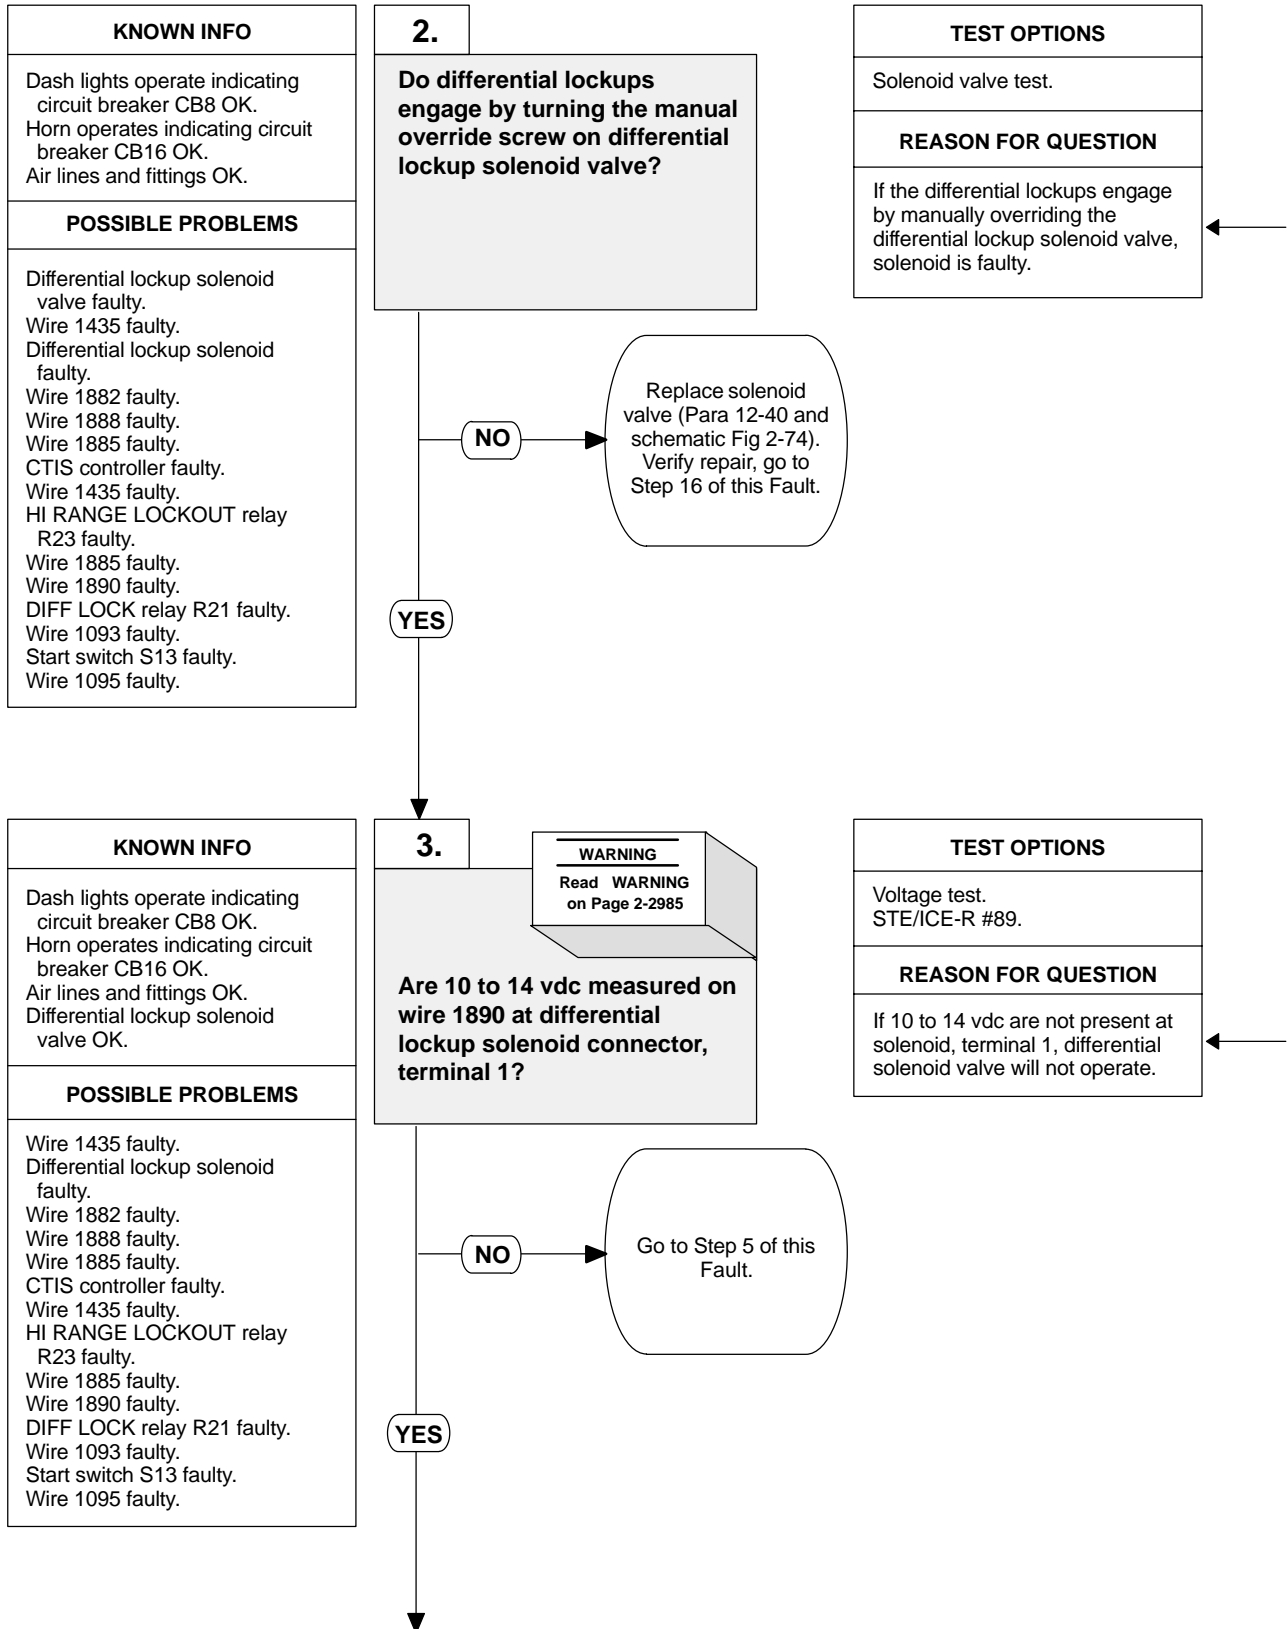 KNOWN INFO
Dash lights operate indicating
circuit breaker CB8 OK.
Horn operates indicating circuit
breaker CB16 OK.
Air lines and fittings OK.
POSSIBLE PROBLEMS
Differential lockup solenoid
valve faulty.
Wire 1435 faulty.
Differential lockup solenoid
faulty.
Wire 1882 faulty.
Wire 1888 faulty.
Wire 1885 faulty.
CTIS controller faulty.
Wire 1435 faulty.
HI RANGE LOCKOUT relay
R23 faulty.
Wire 1885 faulty.
Wire 1890 faulty.
DIFF LOCK relay R21 faulty.
Wire 1093 faulty.
Start switch S13 faulty.
Wire 1095 faulty.
2.
Do differential lockups
engage by turning the manual
override screw on differential
lockup solenoid valve?
TEST OPTIONS
Solenoid valve test.
REASON FOR QUESTION
If the differential lockups engage
by manually overriding the
differential lockup solenoid valve,
solenoid is faulty.
NO
Replace solenoid
valve (Para 12-40 and
schematic Fig 2-74).
Verify repair, go to
Step 16 of this Fault.
YES
KNOWN INFO
Dash lights operate indicating
circuit breaker CB8 OK.
Horn operates indicating circuit
breaker CB16 OK.
Air lines and fittings OK.
Differential lockup solenoid
valve OK.
POSSIBLE PROBLEMS
Wire 1435 faulty.
Differential lockup solenoid
faulty.
Wire 1882 faulty.
Wire 1888 faulty.
Wire 1885 faulty.
CTIS controller faulty.
Wire 1435 faulty.
HI RANGE LOCKOUT relay
R23 faulty.
Wire 1885 faulty.
Wire 1890 faulty.
DIFF LOCK relay R21 faulty.
Wire 1093 faulty.
Start switch S13 faulty.
Wire 1095 faulty.
3.
WARNING
Read WARNING
on Page 2-2985
Are 10 to 14 vdc measured on
wire 1890 at differential
lockup solenoid connector,
terminal 1?
TEST OPTIONS
Voltage test.
STE/ICE-R #89.
REASON FOR QUESTION
If 10 to 14 vdc are not present at
solenoid, terminal 1, differential
solenoid valve will not operate.
NO
Go to Step 5 of this
Fault.
YES